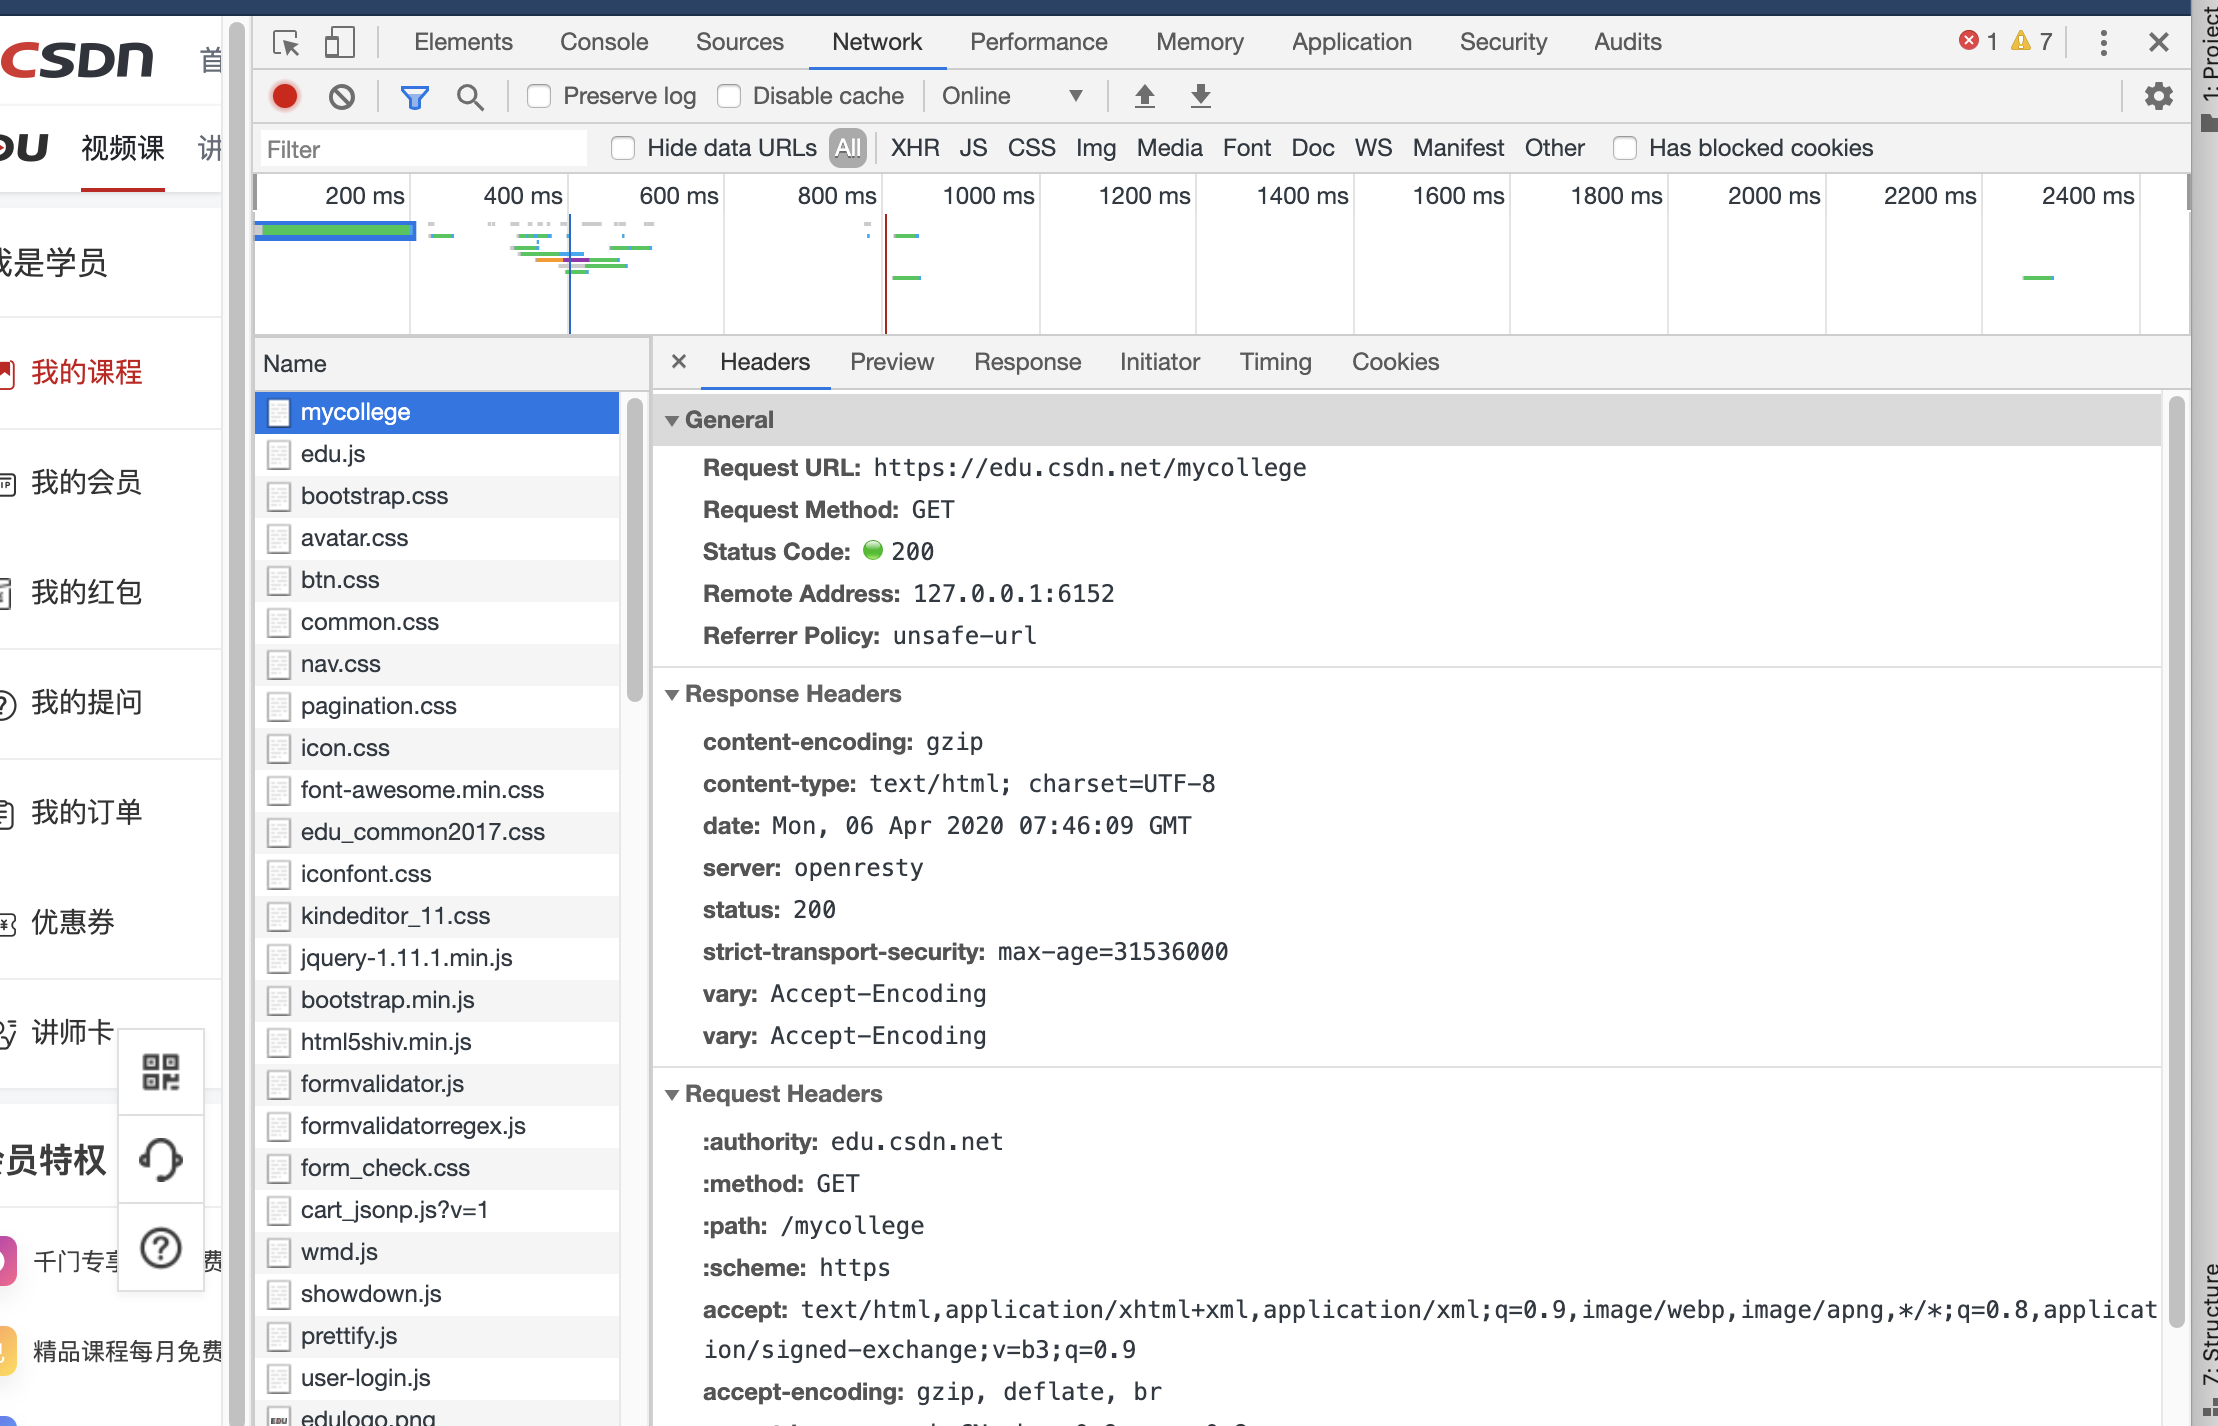 CSDN 首
EDU 视频课 讲
我是学员
我的课程
我的会员
我的红包
我的提问
我的订单
优惠券
讲师卡
会员特权
千门专享 费
精品课程每月免费
Elements Console Sources Network Performance Memory Application Security Audits 1 7
Preserve log Disable cache Online
Filter Hide data URLs All XHR JS CSS Img Media Font Doc WS Manifest Other Has blocked cookies
200 ms 400 ms 600 ms 800 ms 1000 ms 1200 ms 1400 ms 1600 ms 1800 ms 2000 ms 2200 ms 2400 ms
Name
mycollege
edu.js
bootstrap.css
avatar.css
btn.css
common.css
nav.css
pagination.css
icon.css
font-awesome.min.css
edu_common2017.css
iconfont.css
kindeditor_11.css
jquery-1.11.1.min.js
bootstrap.min.js
html5shiv.min.js
formvalidator.js
formvalidatorregex.js
form_check.css
cart_jsonp.js?v=1
wmd.js
showdown.js
prettify.js
user-login.js
edulogo.png
× Headers Preview Response Initiator Timing Cookies
General
Request URL: https://edu.csdn.net/mycollege
Request Method: GET
Status Code: 200
Remote Address: 127.0.0.1:6152
Referrer Policy: unsafe-url
Response Headers
content-encoding: gzip
content-type: text/html; charset=UTF-8
date: Mon, 06 Apr 2020 07:46:09 GMT
server: openresty
status: 200
strict-transport-security: max-age=31536000
vary: Accept-Encoding
vary: Accept-Encoding
Request Headers
:authority: edu.csdn.net
:method: GET
:path: /mycollege
:scheme: https
accept: text/html,application/xhtml+xml,application/xml;q=0.9,image/webp,image/apng,*/*;q=0.8,applicat
ion/signed-exchange;v=b3;q=0.9
accept-encoding: gzip, deflate, br
1: Project
7: Structure